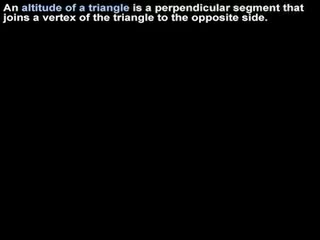 An altitude of a triangle is a perpendicular segment that
joins a vertex of the triangle to the opposite side.